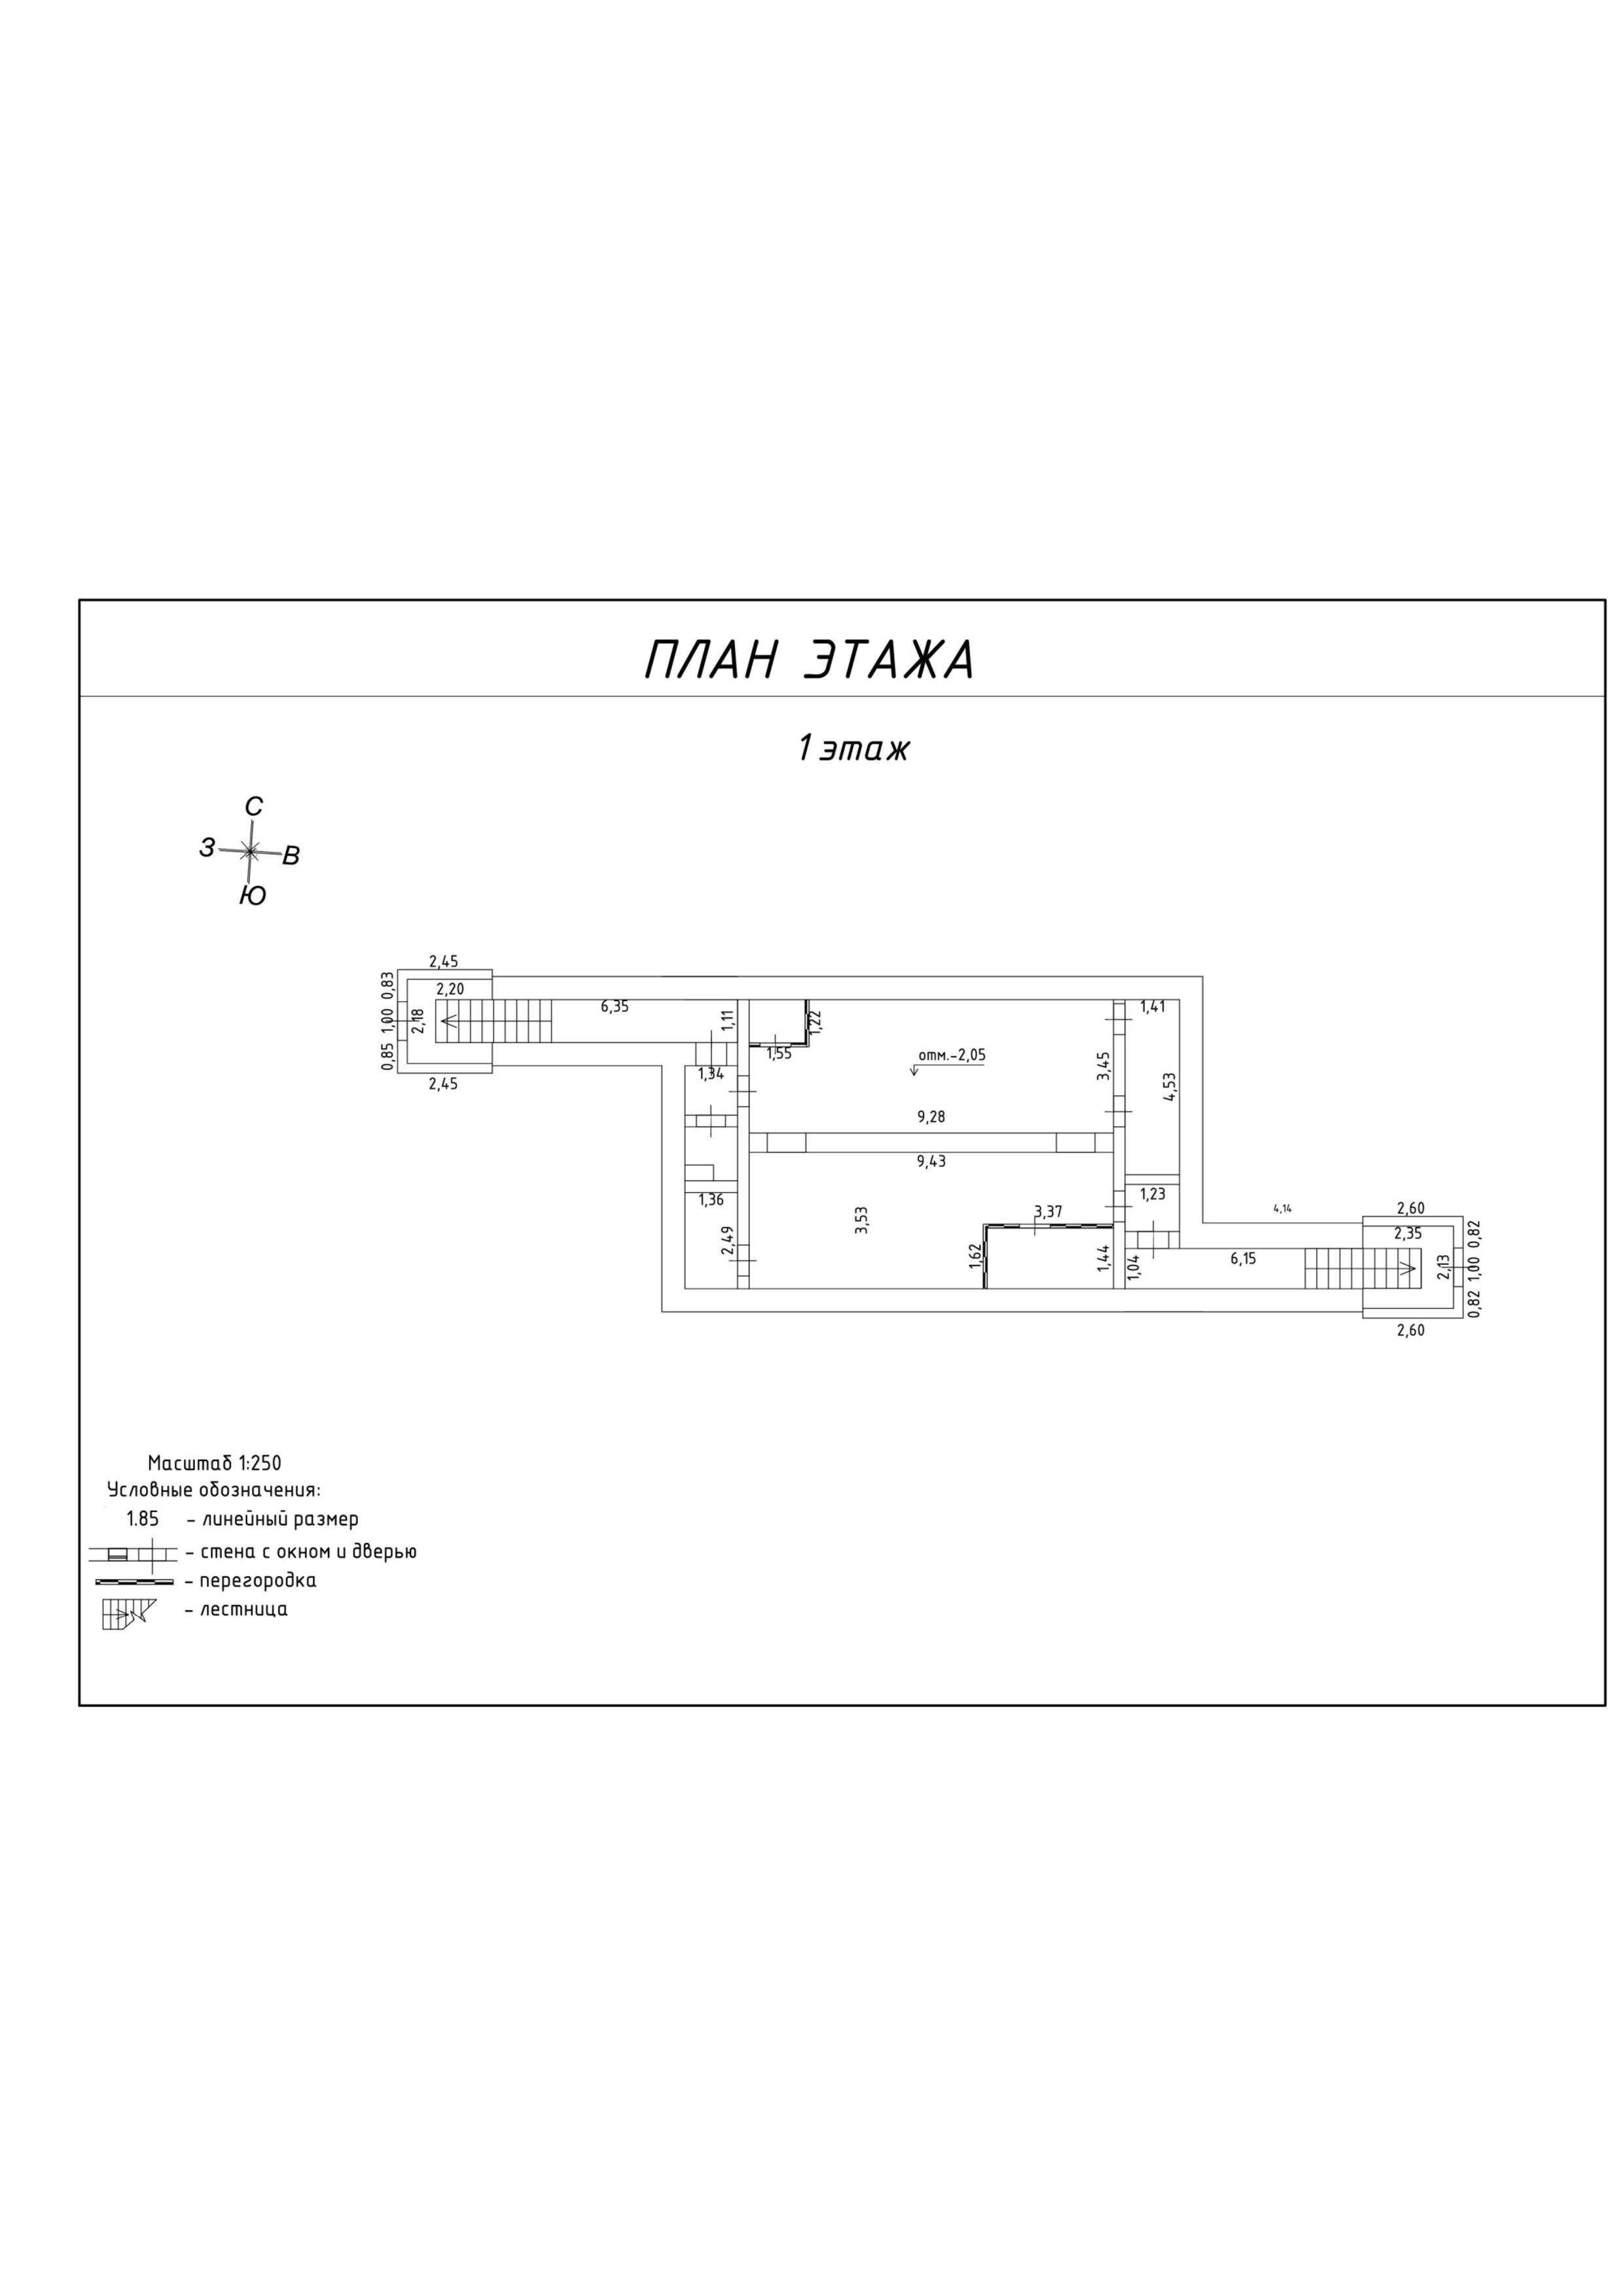 ПЛАН ЭТАЖА
1 этаж
С
З
В
Ю
2,45
0,83
2,20
1,00
2,18
0,85
2,45
6,35
1,11
1,22
1,55
1,34
отм.-2,05
3,45
1,41
4,53
9,28
9,43
1,36
2,49
3,53
3,37
1,62
1,44
1,23
1,04
6,15
4,14
2,60
2,35
0,82
2,13
1,00
0,82
2,60
Масштаб 1:250
Условные обозначения:
1.85 – линейный размер
– стена с окном и дверью
– перегородка
– лестница